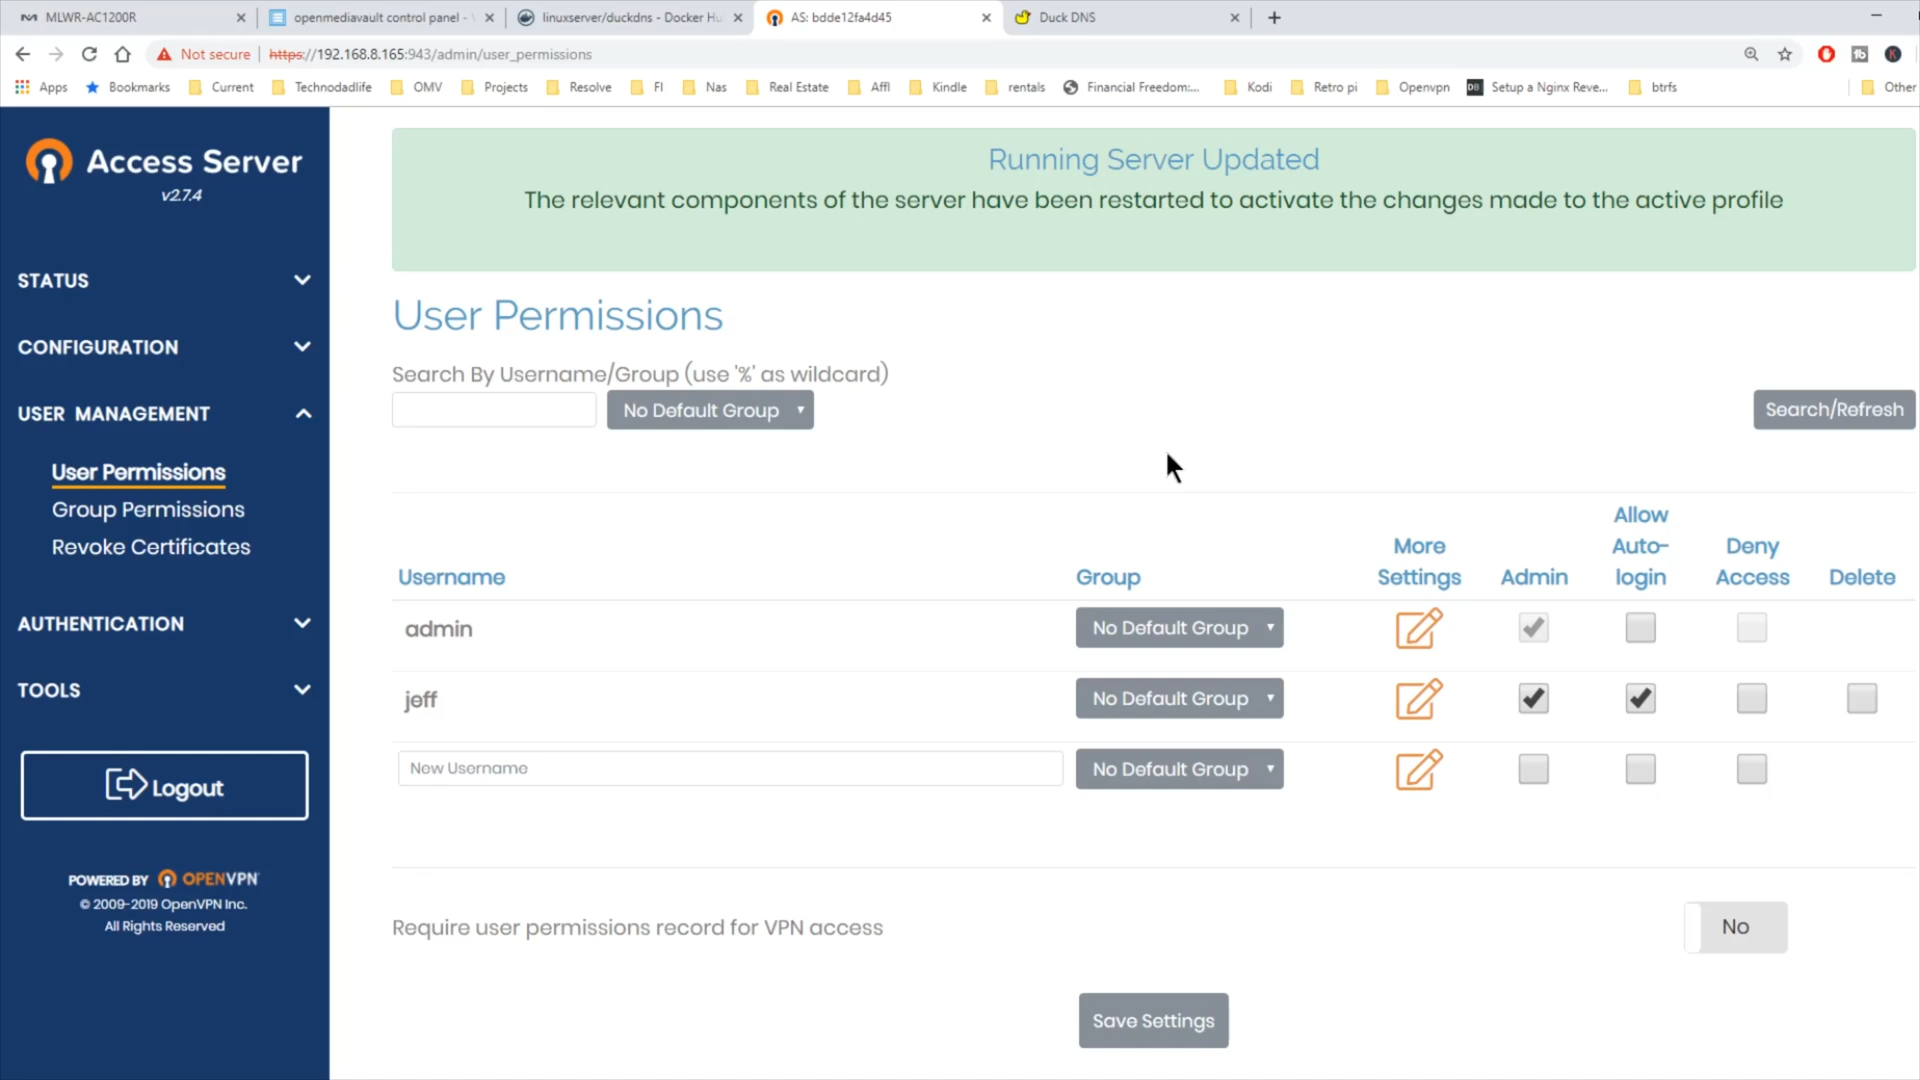 MLWR-AC1200R
openmediavault control panel -
linuxserver/duckdns - Docker Hu
AS: bdde12fa4d45
Duck DNS
Not secure
https://192.168.8.165:943/admin/user_permissions
Apps
Bookmarks
Current
Technodadlife
OMV
Projects
Resolve
FI
Nas
Real Estate
Affl
Kindle
rentals
Financial Freedom:...
Kodi
Retro pi
Openvpn
DB
Setup a Nginx Reve...
btrfs
Other
Access Server
v2.7.4
STATUS
CONFIGURATION
USER MANAGEMENT
User Permissions
Group Permissions
Revoke Certificates
AUTHENTICATION
TOOLS
Logout
POWERED BY OPENVPN
© 2009-2019 OpenVPN Inc.
All Rights Reserved
Running Server Updated
The relevant components of the server have been restarted to activate the changes made to the active profile
User Permissions
Search By Username/Group (use '%' as wildcard)
No Default Group
Search/Refresh
Username
Group
More Settings
Admin
Allow Auto-login
Deny Access
Delete
admin
No Default Group
jeff
No Default Group
New Username
No Default Group
Require user permissions record for VPN access
No
Save Settings